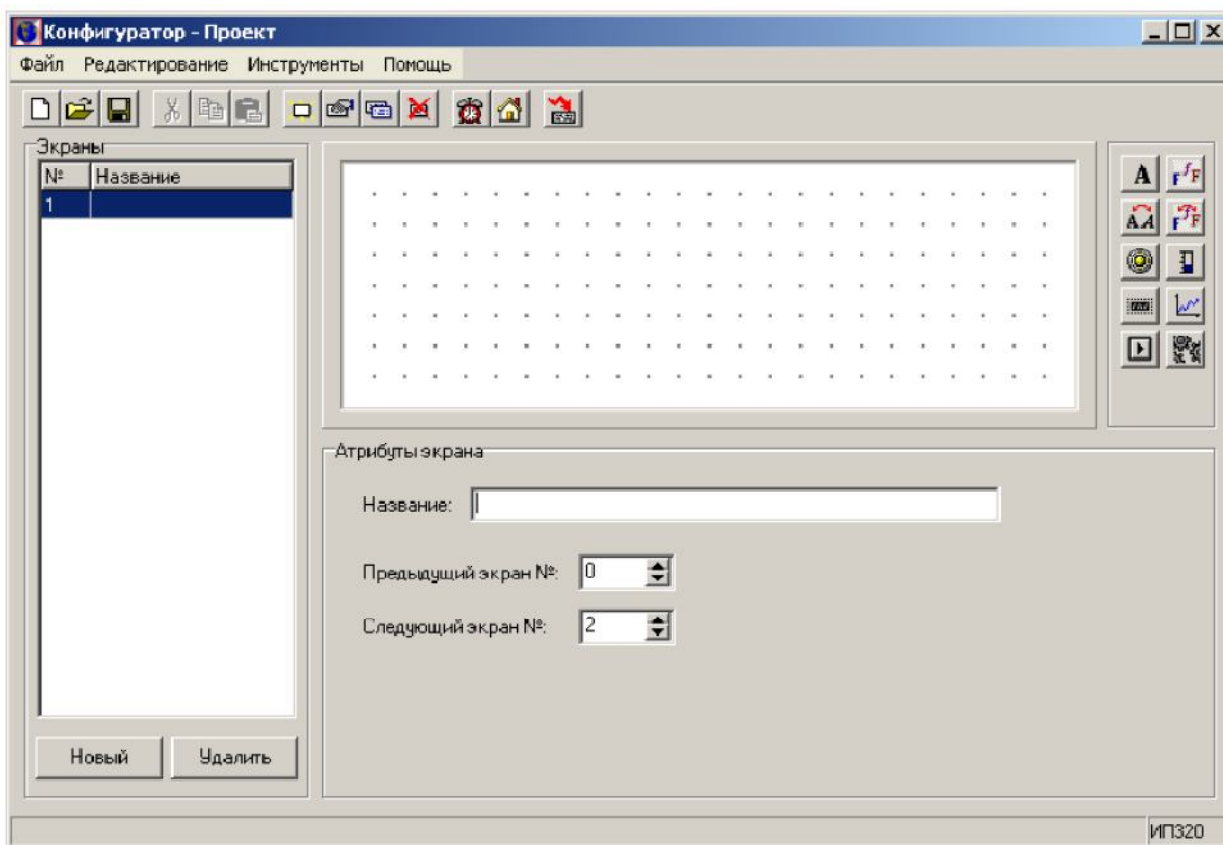 Конфигуратор - Проект
Файл Редактирование Инструменты Помощь
Экраны
№ Название
1
A F f F
A A F f F
Атрибуты экрана
Название:
Предыдущий экран №: 0
Следующий экран №: 2
Новый Удалить
ИП320